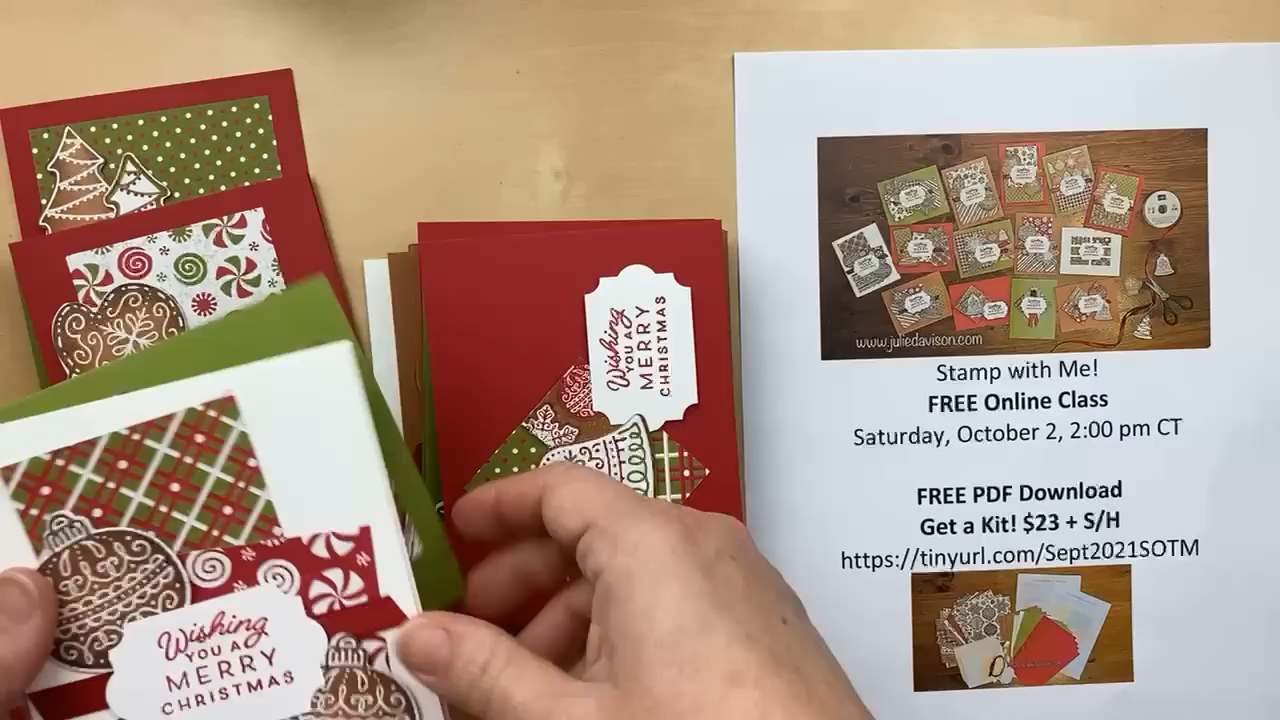 Wishing
YOU A
MERRY
CHRISTMAS
Wishing
YOU A
MERRY
CHRISTMAS
www.juliedavison.com
Stamp with Me!
FREE Online Class
Saturday, October 2, 2:00 pm CT
FREE PDF Download
Get a Kit! $23 + S/H
https://tinyurl.com/Sept2021SOTM